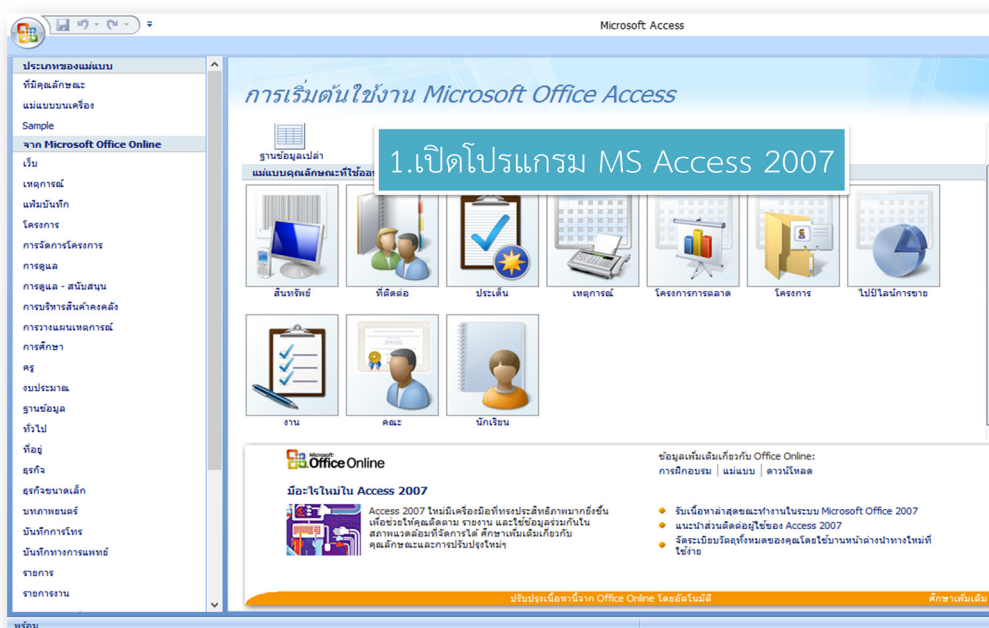 Microsoft Access
ประเภทของแม่แบบ
ที่มีคุณลักษณะ
แม่แบบบนเครื่อง
Sample
จาก Microsoft Office Online
เว็บ
เหตุการณ์
แฟ้มบันทึก
โครงการ
การจัดการโครงการ
การดูแล
การดูแล - สนับสนุน
การบริหารสินค้าคงคลัง
การวางแผนเหตุการณ์
การศึกษา
ครู
งบประมาณ
ฐานข้อมูล
ทั่วไป
ที่อยู่
ธุรกิจ
ธุรกิจขนาดเล็ก
บทภาพยนตร์
บันทึกการโทร
บันทึกทางการแพทย์
รายการ
รายการงาน
พร้อม
การเริ่มต้นใช้งาน Microsoft Office Access
ฐานข้อมูลเปล่า
1.เปิดโปรแกรม MS Access 2007
แม่แบบคุณลักษณะที่ใช้ออ
สินทรัพย์
ที่ติดต่อ
ประเด็น
เหตุการณ์
โครงการการตลาด
โครงการ
ไปป์ไลน์การขาย
งาน
คณะ
นักเรียน
Microsoft
Office Online
มีอะไรใหม่ใน Access 2007
Access 2007 ใหม่มีเครื่องมือที่ทรงประสิทธิภาพมากยิ่งขึ้น
เพื่อช่วยให้คุณติดตาม รายงาน และใช้ข้อมูลร่วมกันใน
สภาพแวดล้อมที่จัดการได้ ศึกษาเพิ่มเติมเกี่ยวกับ
คุณลักษณะและการปรับปรุงใหม่ๆ
ข้อมูลเพิ่มเติมเกี่ยวกับ Office Online:
การฝึกอบรม | แม่แบบ | ดาวน์โหลด
รับเนื้อหาล่าสุดขณะทำงานในระบบ Microsoft Office 2007
แนะนำส่วนติดต่อผู้ใช้ของ Access 2007
จัดระเบียบวัตถุทั้งหมดของคุณโดยใช้บานหน้าต่างนำทางใหม่ที่
ใช้ง่าย
ปรับปรุงเนื้อหานี้จาก Office Online โดยอัตโนมัติ
ศึกษาเพิ่มเติม